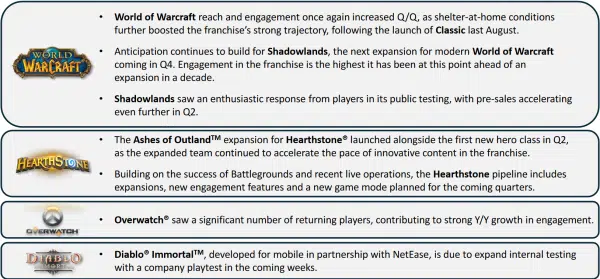 WORLD
WARCRAFT
• World of Warcraft reach and engagement once again increased Q/Q, as shelter-at-home conditions
further boosted the franchise's strong trajectory, following the launch of Classic last August.
• Anticipation continues to build for Shadowlands, the next expansion for modern World of Warcraft
coming in Q4. Engagement in the franchise is the highest it has been at this point ahead of an
expansion in a decade.
• Shadowlands saw an enthusiastic response from players in its public testing, with pre-sales accelerating
even further in Q2.
HEARTHSTONE
• The Ashes of Outland™ expansion for Hearthstone® launched alongside the first new hero class in Q2,
as the expanded team continued to accelerate the pace of innovative content in the franchise.
• Building on the success of Battlegrounds and recent live operations, the Hearthstone pipeline includes
expansions, new engagement features and a new game mode planned for the coming quarters.
OVERWATCH
• Overwatch® saw a significant number of returning players, contributing to strong Y/Y growth in engagement.
DIABLO
• Diablo® Immortal™, developed for mobile in partnership with NetEase, is due to expand internal testing
with a company playtest in the coming weeks.